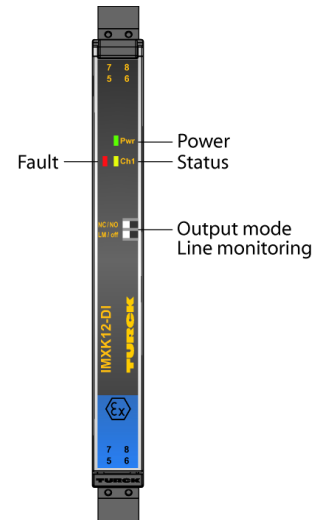 7 8
5 6
Pwr
Power
Fault
Ch1
Status
NC/NO
Output mode
LM/off
Line monitoring
IMXK12-DI
TURCK
Ex
7 8
5 6
TURCK